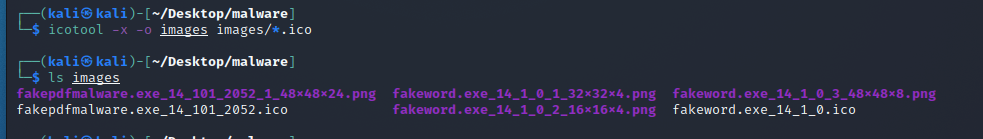 ┌──(kali㉿kali)-[~/Desktop/malware]
└─$ icotool -x -o images images/*.ico
┌──(kali㉿kali)-[~/Desktop/malware]
└─$ ls images
fakepdfmalware.exe_14_101_2052_1_48×48×24.png fakeword.exe_14_1_0_1_32×32×4.png fakeword.exe_14_1_0_3_48×48×8.png
fakepdfmalware.exe_14_101_2052.ico fakeword.exe_14_1_0_2_16×16×4.png fakeword.exe_14_1_0.ico